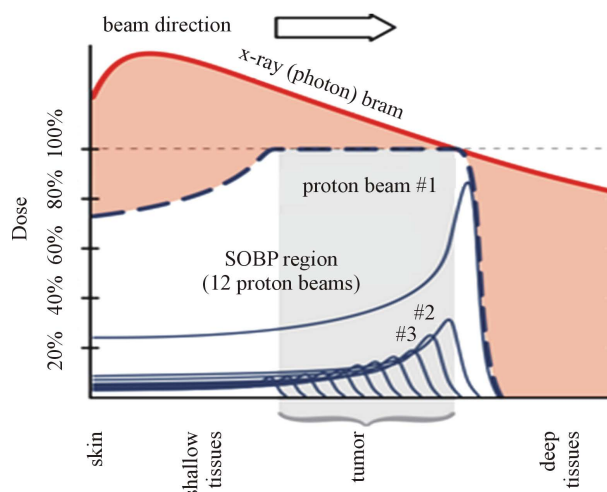 beam direction
x-ray (photon) bram
100%
80%
60%
40%
20%
Dose
proton beam #1
SOBP region
(12 proton beams)
#2
#3
skin
shallow
tissues
tumor
deep
tissues